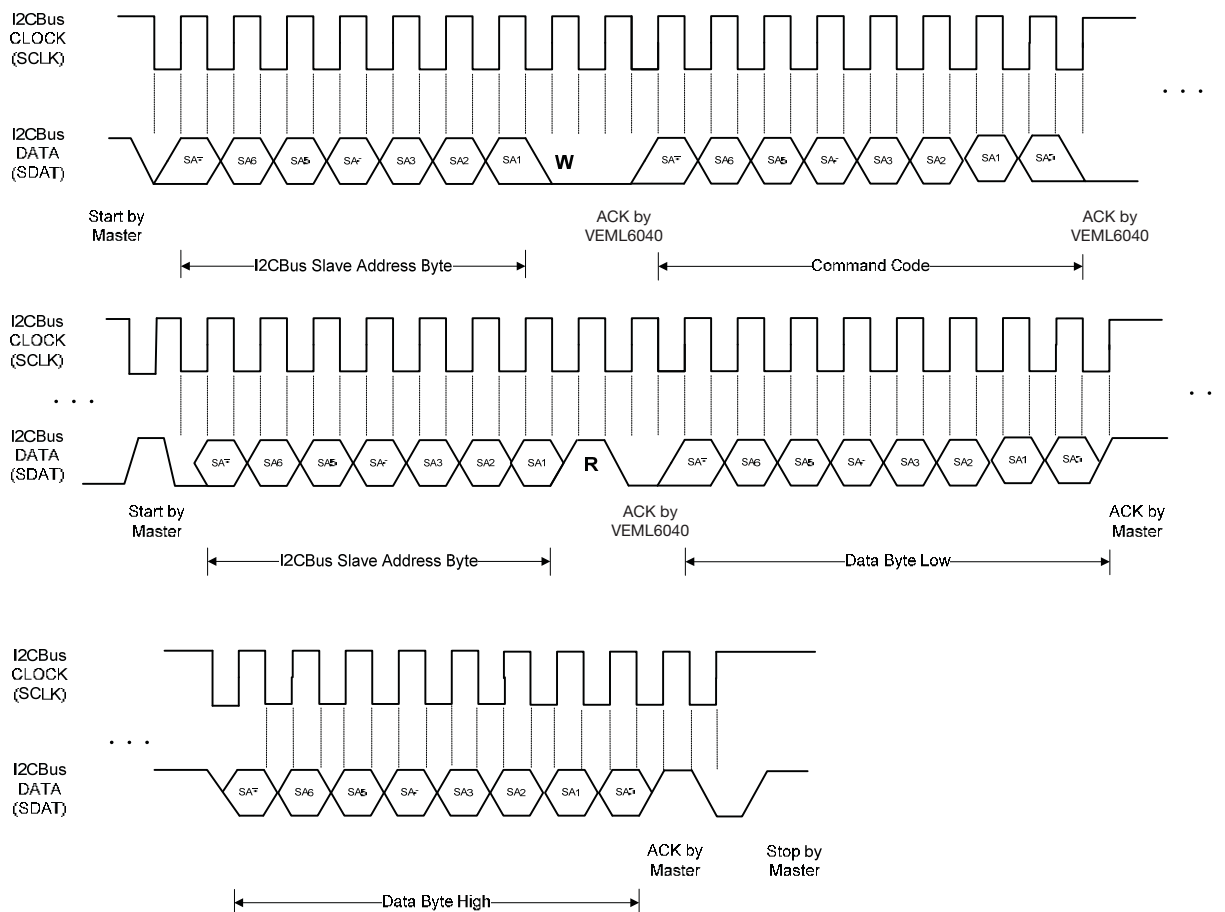 I2CBus
CLOCK
(SCLK)
. . .
I2CBus
DATA
(SDAT)
SA6 SA3 SA2 SA1 W SA6 SA3 SA2 SA1
Start by
Master
ACK by
VEML6040
ACK by
VEML6040
I2CBus Slave Address Byte
Command Code
I2CBus
CLOCK
(SCLK)
. . .
. .
I2CBus
DATA
(SDAT)
SA6 SA3 SA2 SA1 R SA6 SA3 SA2 SA1
Start by
Master
ACK by
VEML6040
ACK by
Master
I2CBus Slave Address Byte
Data Byte Low
I2CBus
CLOCK
(SCLK)
. . .
I2CBus
DATA
(SDAT)
SA6 SA3 SA2 SA1
ACK by
Master
Stop by
Master
Data Byte High